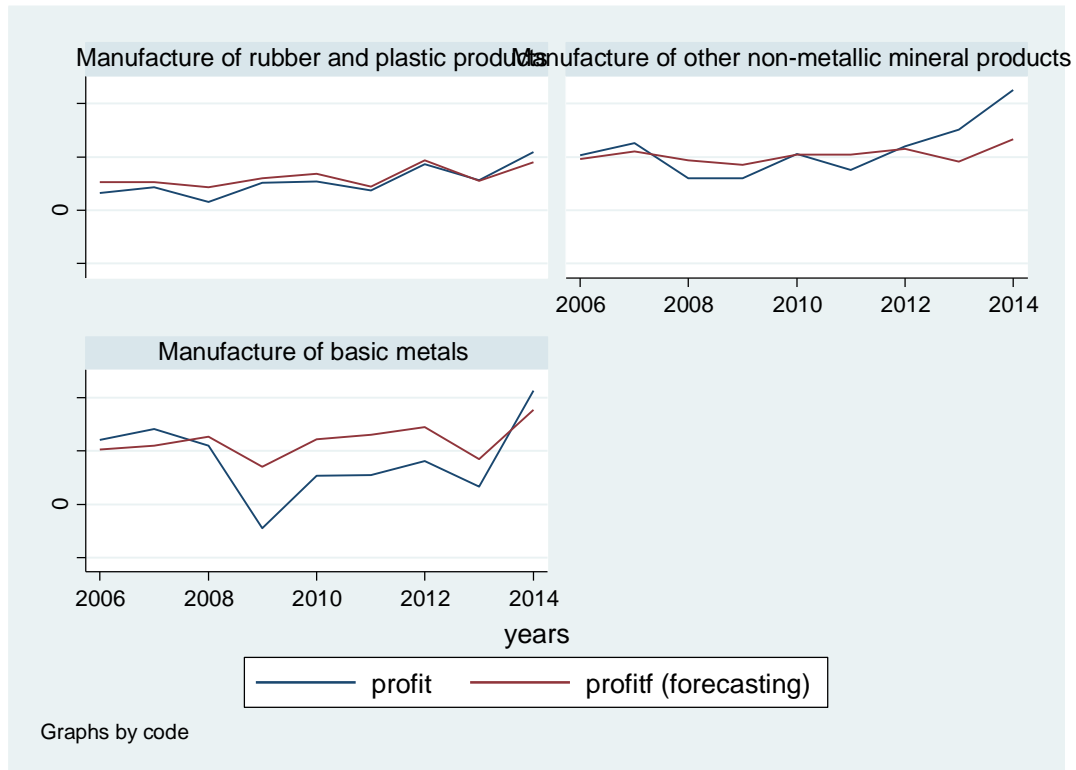 Manufacture of rubber and plastic products
Manufacture of other non-metallic mineral products
0
2006 2008 2010 2012 2014
Manufacture of basic metals
0
2006 2008 2010 2012 2014
years
profit profitf (forecasting)
Graphs by code